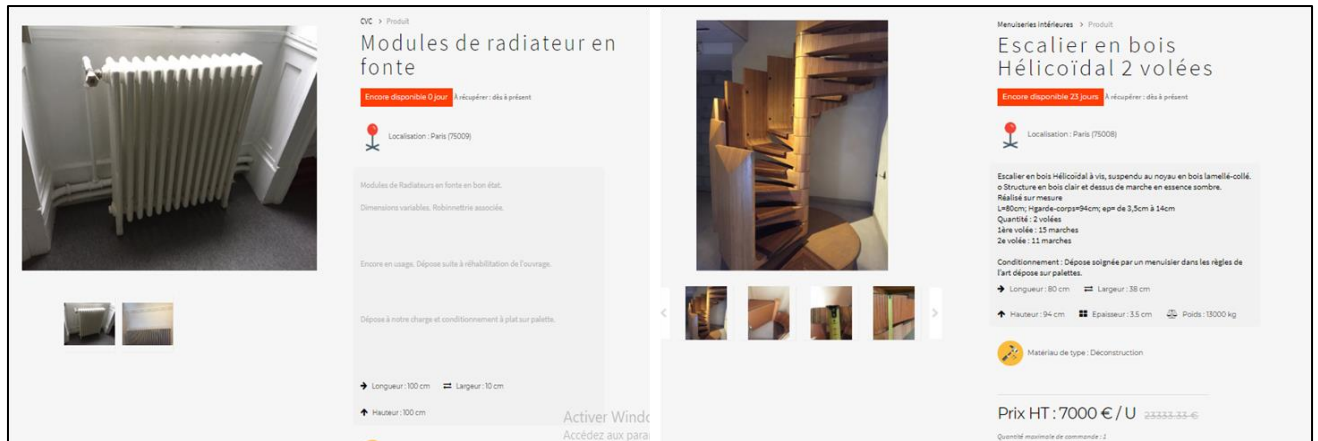 CVC > Produit
Modules de radiateur en
fonte
Encore disponible 0 jour À récupérer : dès à présent
Localisation : Paris (75009)
Modules de Radiateurs en fonte en bon état.
Dimensions variables. Robinnettrie associée.
Encore en usage. Dépose suite à réhabilitation de l'ouvrage.
Dépose à notre charge et conditionnement à plat sur palette.
Longueur : 100 cm Largeur : 10 cm
Hauteur : 100 cm
Activer Windo
Accédez aux para
Menuiseries intérieures > Produit
Escalier en bois
Hélicoïdal 2 volées
Encore disponible 23 jours À récupérer : dès à présent
Localisation : Paris (75008)
Escalier en bois Hélicoïdal à vis, suspendu au noyau en bois lamellé-collé.
o Structure en bois clair et dessus de marche en essence sombre.
Réalisé sur mesure
L=80cm; Hgarde-corps=94cm; ep= de 3,5cm à 14cm
Quantité : 2 volées
1ère volée : 15 marches
2e volée : 11 marches
Conditionnement : Dépose soignée par un menuisier dans les règles de
l'art dépose sur palettes.
Longueur : 80 cm Largeur : 38 cm
Hauteur : 94 cm Epaisseur : 3.5 cm Poids : 13000 kg
Matériau de type : Déconstruction
Prix HT : 7000 € / U 23333.33 €
Quantité maximale de commande : 1